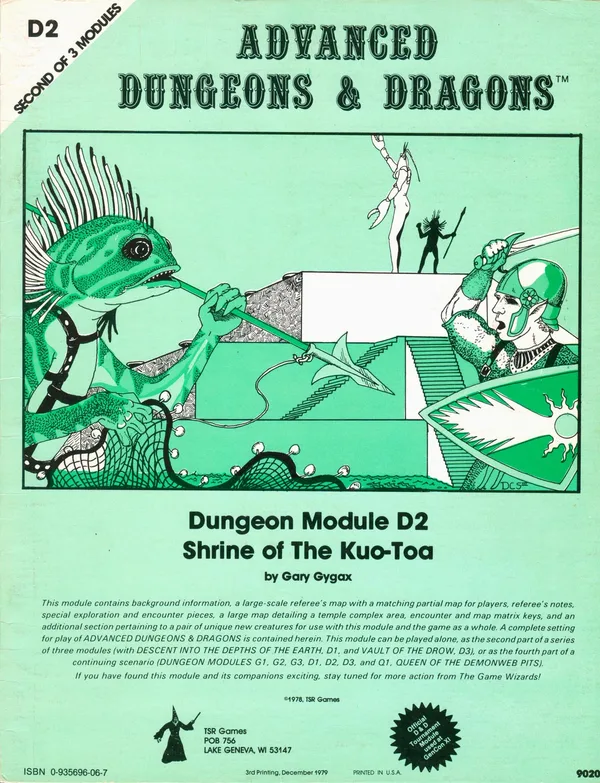 D2
SECOND OF 3 MODULES
ADVANCED
DUNGEONS & DRAGONS™
DCS
Dungeon Module D2
Shrine of The Kuo-Toa
by Gary Gygax
This module contains background information, a large-scale referee's map with a matching partial map for players, referee's notes,
special exploration and encounter pieces, a large map detailing a temple complex area, encounter and map matrix keys, and an
additional section pertaining to a pair of unique new creatures for use with this module and the game as a whole. A complete setting
for play of ADVANCED DUNGEONS & DRAGONS is contained herein. This module can be played alone, as the second part of a series
of three modules (with DESCENT INTO THE DEPTHS OF THE EARTH, D1, and VAULT OF THE DROW, D3), or as the fourth part of a
continuing scenario (DUNGEON MODULES G1, G2, G3, D1, D2, D3, and Q1, QUEEN OF THE DEMONWEB PITS).
If you have found this module and its companions exciting, stay tuned for more action from The Game Wizards!
©1978, TSR Games
TSR Games
POB 756
LAKE GENEVA, WI 53147
Official
D & D
Tournament
Module
used at
GenCon XI
ISBN 0-935696-06-7
3rd Printing, December 1979
PRINTED IN U.S.A.
9020